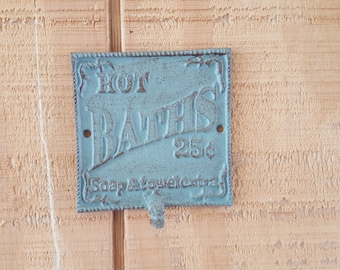 HOT
BATHS
25¢
Soap & towel extra